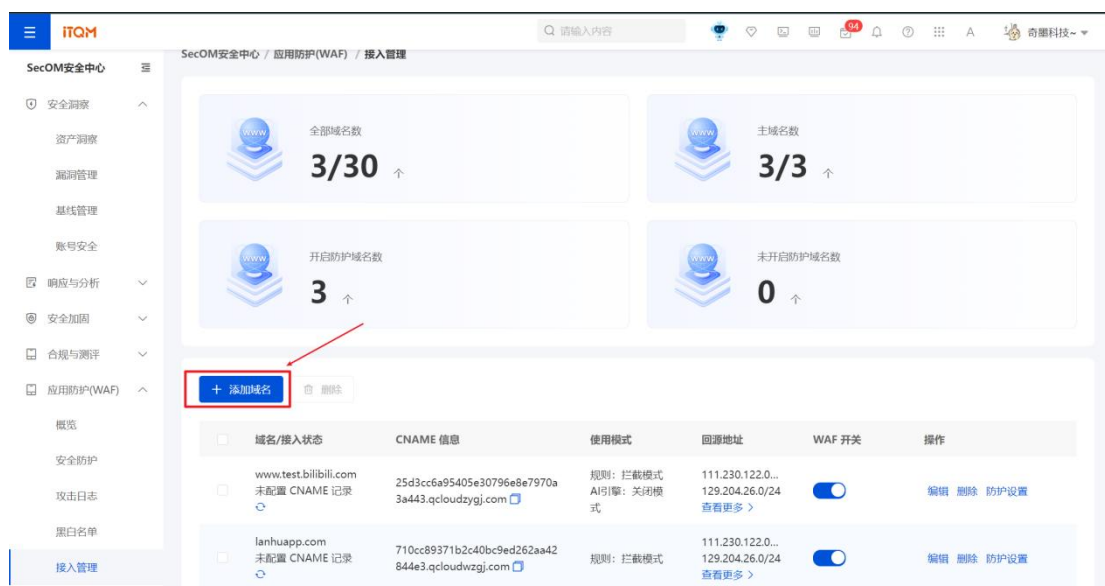 iTQM
请输入内容
94
A
奇墨科技~
SecOM安全中心
SecOM安全中心 / 应用防护(WAF) / 接入管理
安全洞察
资产洞察
漏洞管理
基线管理
账号安全
响应与分析
安全加固
合规与测评
应用防护(WAF)
概览
安全防护
攻击日志
黑白名单
接入管理
www
全部域名数
3/30 个
www
主域名数
3/3 个
www
开启防护域名数
3 个
www
未开启防护域名数
0 个
+ 添加域名
删除
域名/接入状态 CNAME 信息 使用模式 回源地址 WAF 开关 操作
www.test.bilibili.com
未配置 CNAME 记录
25d3cc6a95405e30796e8e7970a
3a443.qcloudzygj.com
规则：拦截模式
AI引擎：关闭模
式
111.230.122.0...
129.204.26.0/24
查看更多 >
编辑 删除 防护设置
lanhuapp.com
未配置 CNAME 记录
710cc89371b2c40bc9ed262aa42
844e3.qcloudwzgj.com
规则：拦截模式
111.230.122.0...
129.204.26.0/24
查看更多 >
编辑 删除 防护设置